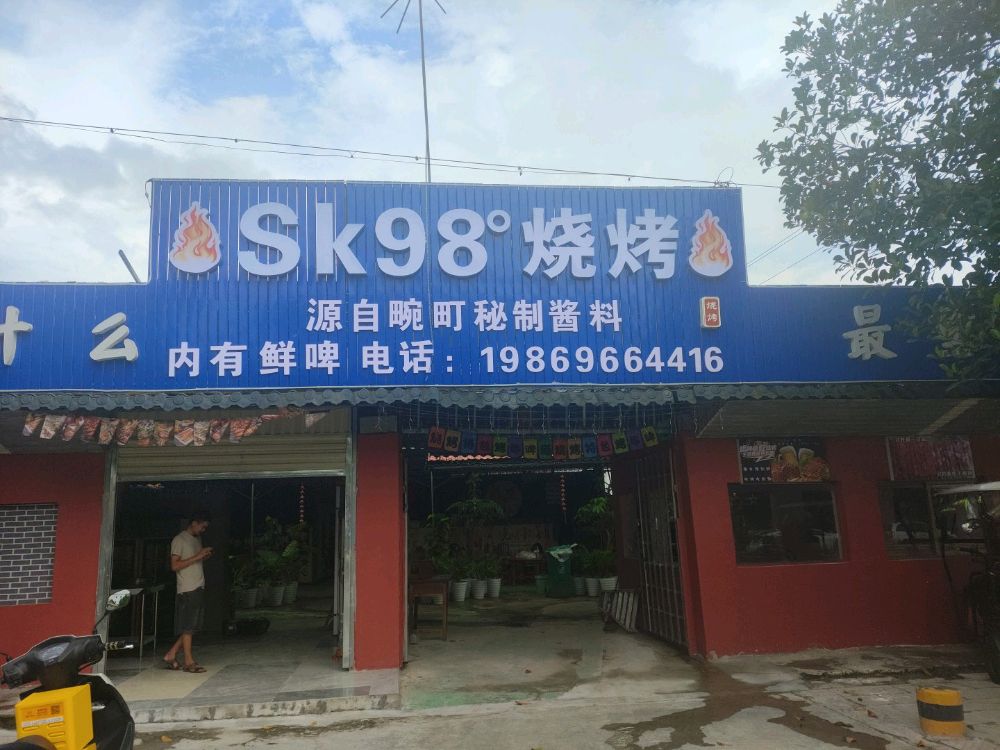 Sk98°烧烤
源自畹町秘制酱料
烧烤
什么
最
内有鲜啤 电话：19869664416